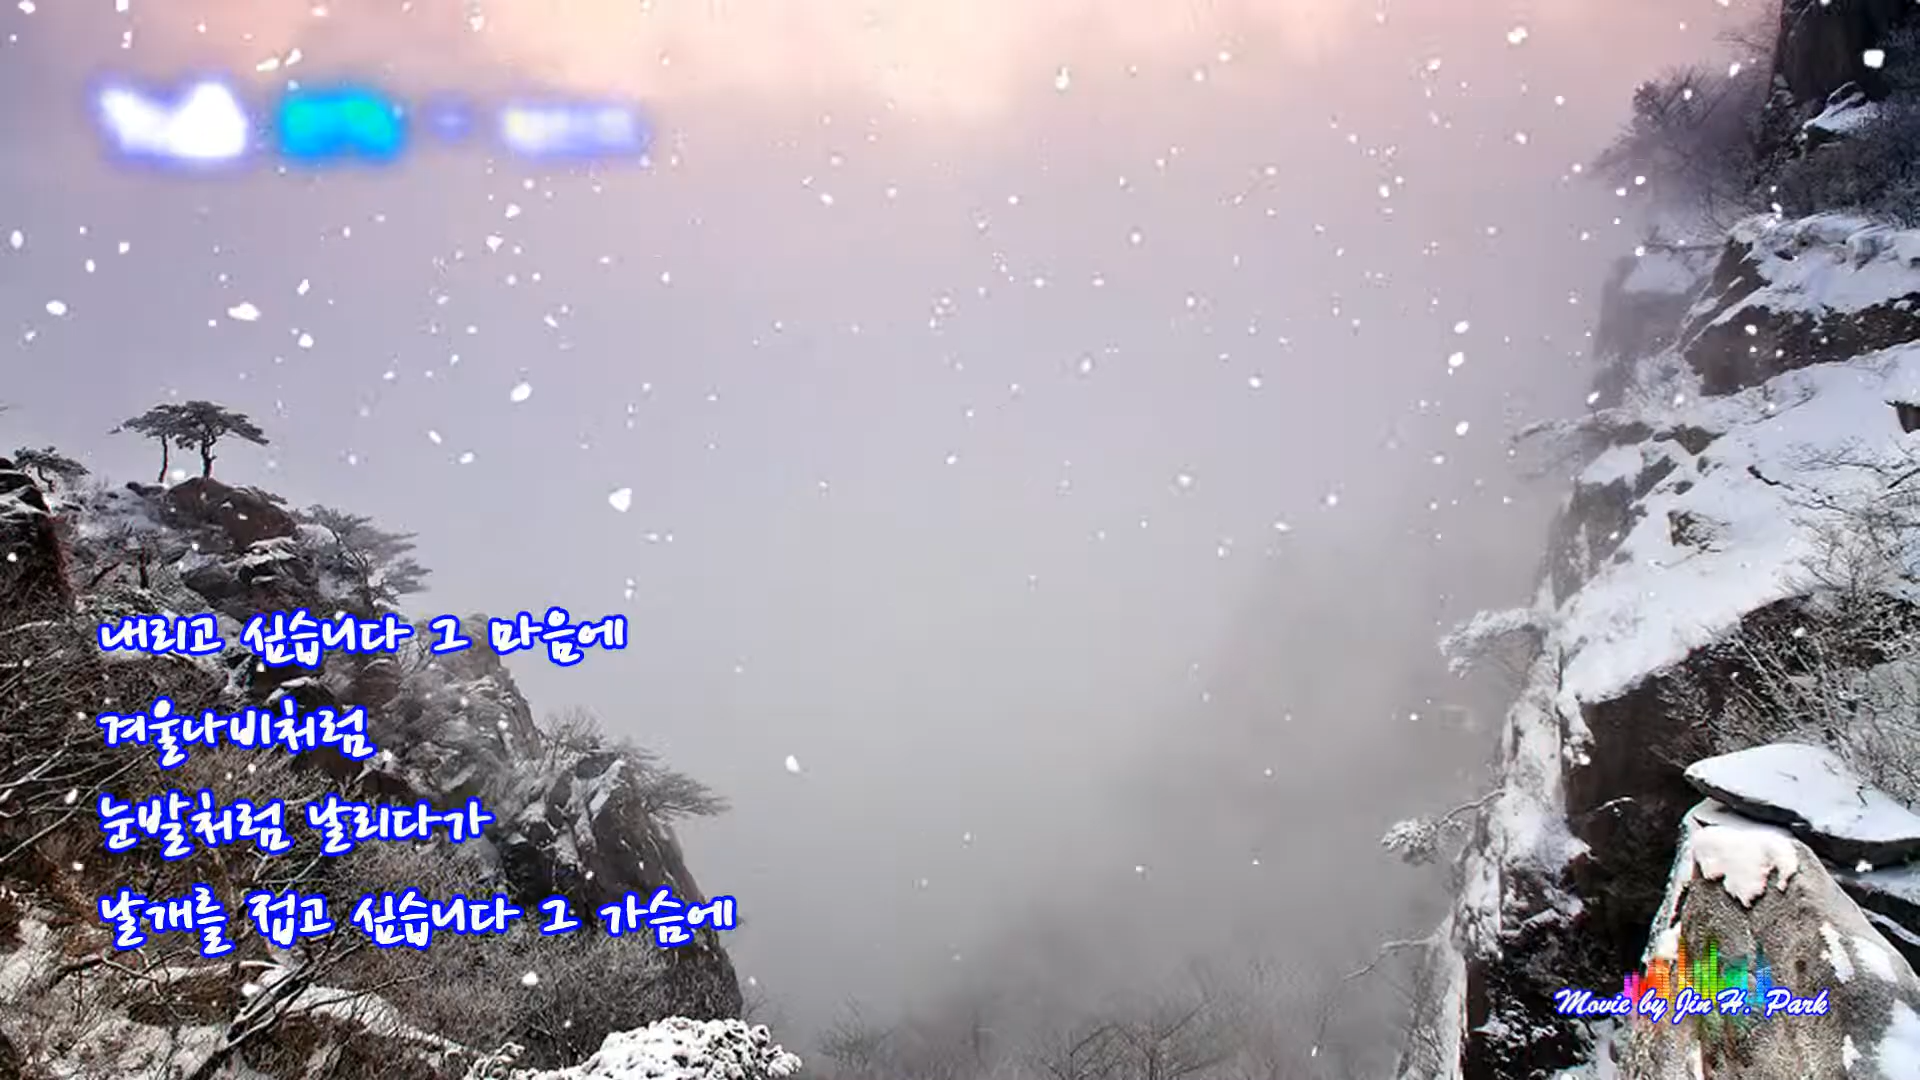 내리고 싶습니다 그 마음에
겨울나비처럼
눈발처럼 날리다가
날개를 접고 싶습니다 그 가슴에
Movie by Jin H. Park